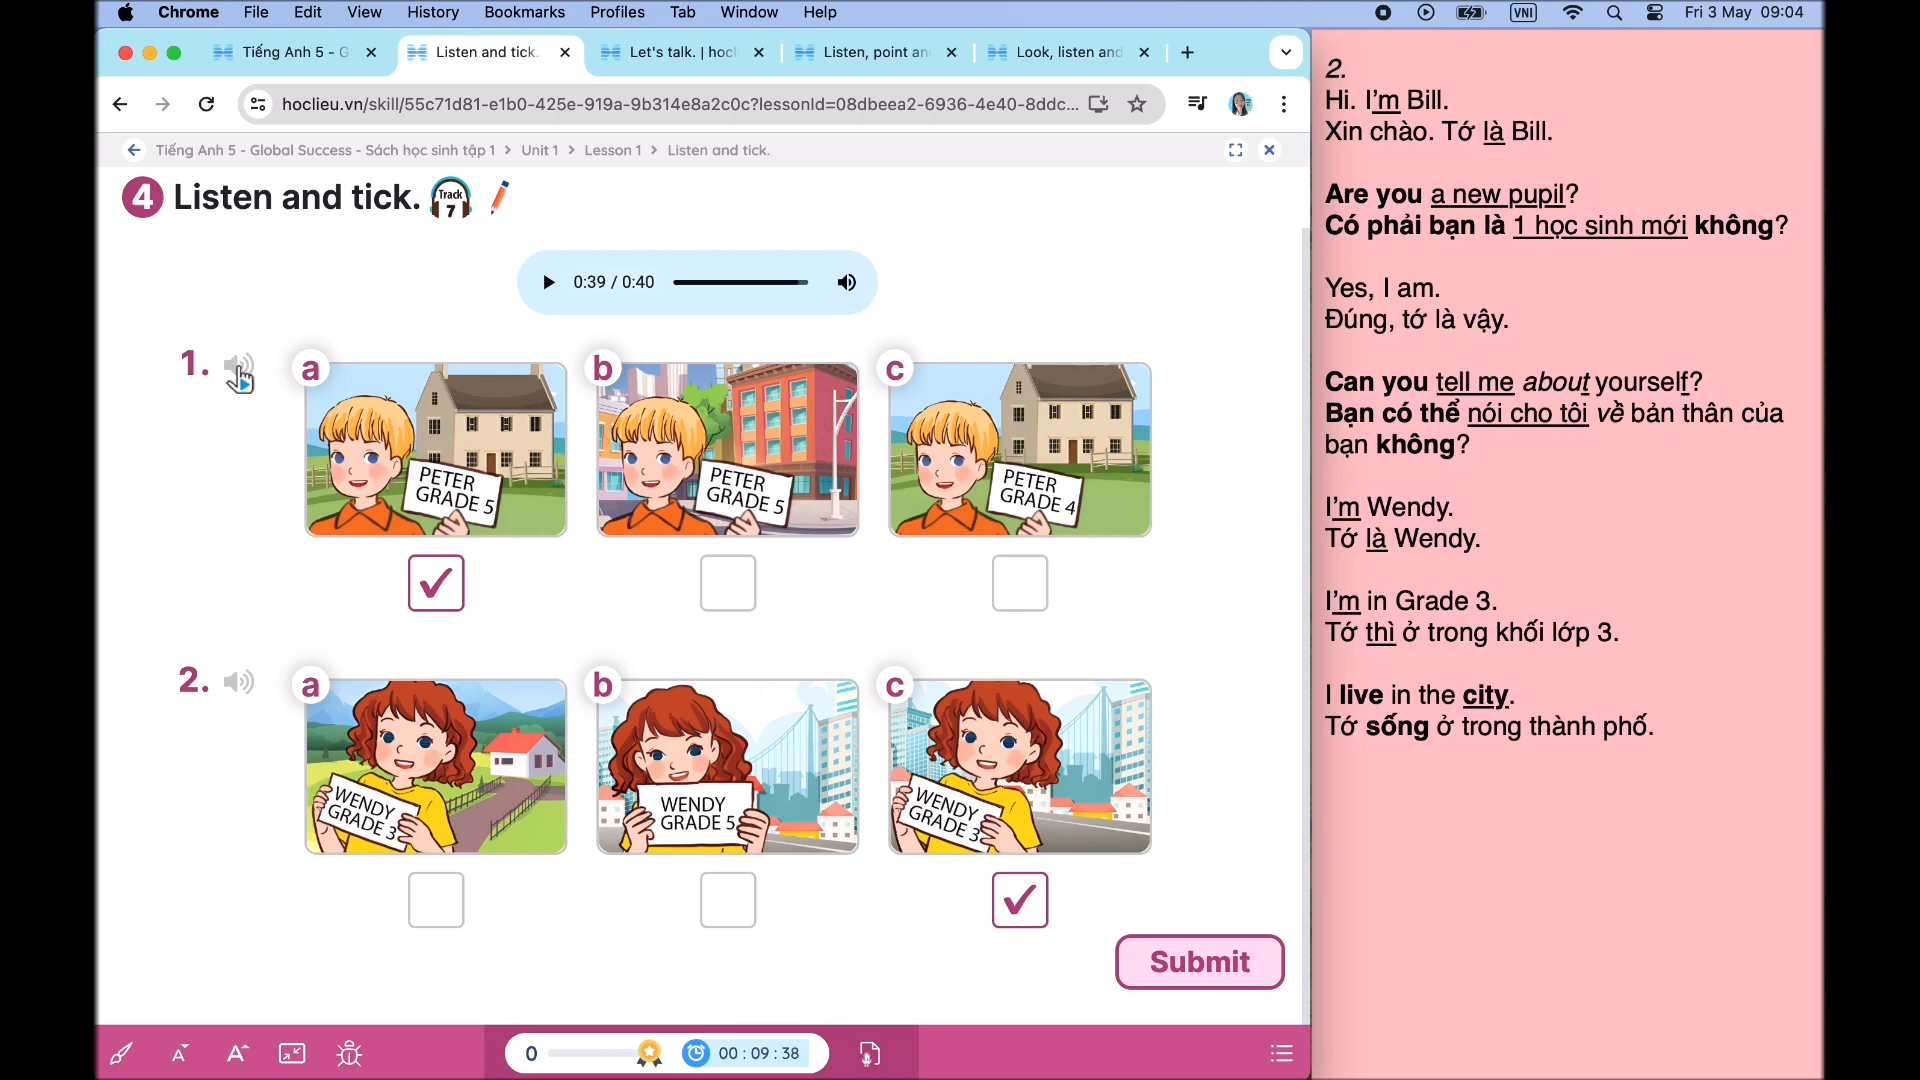 Chrome File Edit View History Bookmarks Profiles Tab Window Help VNI Fri 3 May 09:04
Tiếng Anh 5 - G Listen and tick. Let's talk. | hocl Listen, point an Look, listen and
hoclieu.vn/skill/55c71d81-e1b0-425e-919a-9b314e8a2c0c?lessonId=08dbeea2-6936-4e40-8ddc...
Tiếng Anh 5 - Global Success - Sách học sinh tập 1 > Unit 1 > Lesson 1 > Listen and tick.
4 Listen and tick. Track 7
0:39 / 0:40
1.
a
PETER
GRADE 5
b
PETER
GRADE 5
c
PETER
GRADE 4
2.
a
WENDY
GRADE 3
b
WENDY
GRADE 5
c
WENDY
GRADE 3
Submit
A A 0 00 : 09 : 38
2.
Hi. I'm Bill.
Xin chào. Tớ là Bill.
Are you a new pupil?
Có phải bạn là 1 học sinh mới không?
Yes, I am.
Đúng, tớ là vậy.
Can you tell me about yourself?
Bạn có thể nói cho tôi về bản thân của
bạn không?
I'm Wendy.
Tớ là Wendy.
I'm in Grade 3.
Tớ thì ở trong khối lớp 3.
I live in the city.
Tớ sống ở trong thành phố.